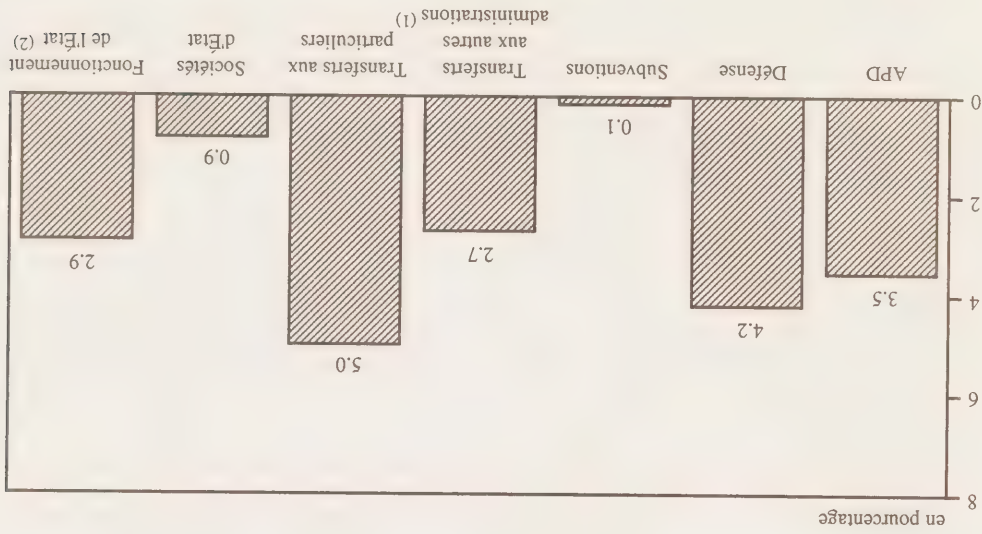 en pourcentage
8
6
4
2
0
3.5
4.2
0.1
2.7
5.0
0.9
2.9
APD
Défense
Subventions
Transferts
aux autres
administrations (1)
Transferts aux
particuliers
Sociétés
d'État
Fonctionnement
de l'État (2)